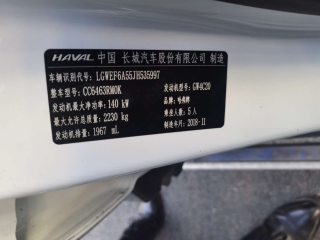 HAVAL 中国 长城汽车股份有限公司 制造
车辆识别代号：LGWEF6A55JH535997
整车型号：CC6463RM0K 发动机型号：GW4C20
发动机最大净功率：140 kW 品牌：哈弗牌
最大允许总质量：2230 kg 乘坐人数：5 人
发动机排量：1967 mL 制造年月：2018-11